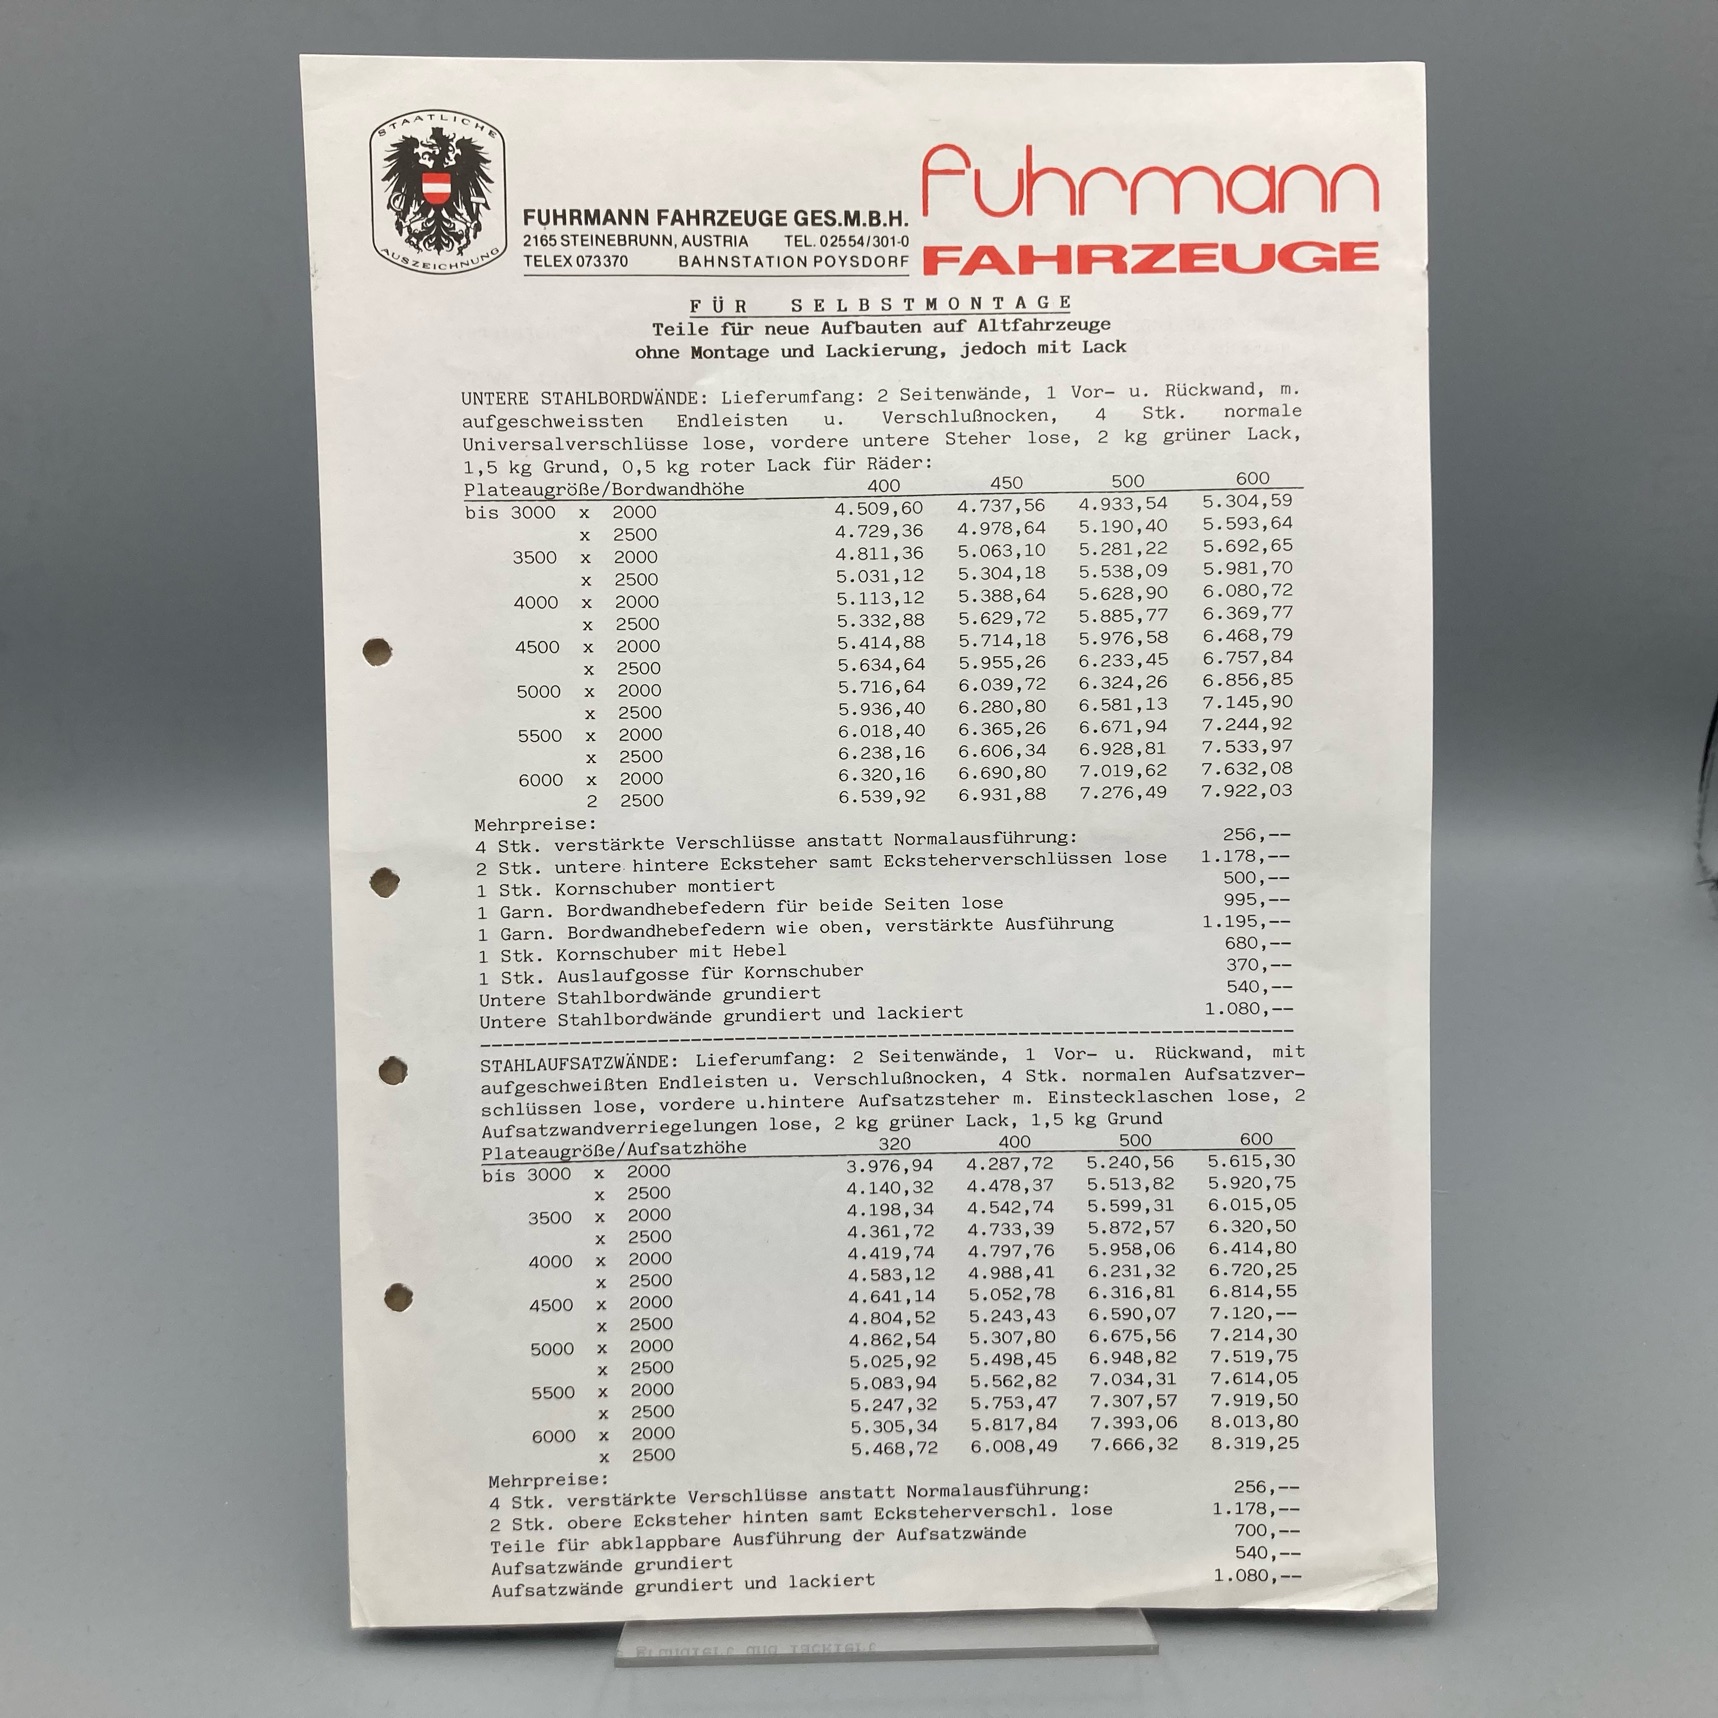 STAATLICHE
AUSZEICHNUNG
fuhrmann
FUHRMANN FAHRZEUGE GES.M.B.H.
2165 STEINEBRUNN, AUSTRIA TEL. 02554/301-0
TELEX 073370 BAHNSTATION POYSDORF
FAHRZEUGE
FÜR SELBSTMONTAGE
Teile für neue Aufbauten auf Altfahrzeuge
ohne Montage und Lackierung, jedoch mit Lack
UNTERE STAHLBORDWÄNDE: Lieferumfang: 2 Seitenwände, 1 Vor- u. Rückwand, m.
aufgeschweissten Endleisten u. Verschlußnocken, 4 Stk. normale
Universalverschlüsse lose, vordere untere Steher lose, 2 kg grüner Lack,
1,5 kg Grund, 0,5 kg roter Lack für Räder:
Plateaugröße/Bordwandhöhe 400 450 500 600
bis 3000 x 2000 4.509,60 4.737,56 4.933,54 5.304,59
x 2500 4.729,36 4.978,64 5.190,40 5.593,64
3500 x 2000 4.811,36 5.063,10 5.281,22 5.692,65
x 2500 5.031,12 5.304,18 5.538,09 5.981,70
4000 x 2000 5.113,12 5.388,64 5.628,90 6.080,72
x 2500 5.332,88 5.629,72 5.885,77 6.369,77
4500 x 2000 5.414,88 5.714,18 5.976,58 6.468,79
x 2500 5.634,64 5.955,26 6.233,45 6.757,84
5000 x 2000 5.716,64 6.039,72 6.324,26 6.856,85
x 2500 5.936,40 6.280,80 6.581,13 7.145,90
5500 x 2000 6.018,40 6.365,26 6.671,94 7.244,92
x 2500 6.238,16 6.606,34 6.928,81 7.533,97
6000 x 2000 6.320,16 6.690,80 7.019,62 7.632,08
2 2500 6.539,92 6.931,88 7.276,49 7.922,03
Mehrpreise:
4 Stk. verstärkte Verschlüsse anstatt Normalausführung: 256,--
2 Stk. untere hintere Ecksteher samt Eckstehverschlüssen lose 1.178,--
1 Stk. Kornschuber montiert 500,--
1 Garn. Bordwandhebefedern für beide Seiten lose 995,--
1 Garn. Bordwandhebefedern wie oben, verstärkte Ausführung 1.195,--
1 Stk. Kornschuber mit Hebel 680,--
1 Stk. Auslaufgosse für Kornschuber 370,--
Untere Stahlbordwände grundiert 540,--
Untere Stahlbordwände grundiert und lackiert 1.080,--
STAHLAUFSATZWÄNDE: Lieferumfang: 2 Seitenwände, 1 Vor- u. Rückwand, mit
aufgeschweißten Endleisten u. Verschlußnocken, 4 Stk. normalen Aufsatzver-
schlüssen lose, vordere u.hintere Aufsatzsteher m. Einstecklaschen lose, 2
Aufsatzwandverriegelungen lose, 2 kg grüner Lack, 1,5 kg Grund
Plateaugröße/Aufsatzhöhe 320 400 500 600
bis 3000 x 2000 3.976,94 4.287,72 5.240,56 5.615,30
x 2500 4.140,32 4.478,37 5.513,82 5.920,75
3500 x 2000 4.198,34 4.542,74 5.599,31 6.015,05
x 2500 4.361,72 4.733,39 5.872,57 6.320,50
4000 x 2000 4.419,74 4.797,76 5.958,06 6.414,80
x 2500 4.583,12 4.988,41 6.231,32 6.720,25
4500 x 2000 4.641,14 5.052,78 6.316,81 6.814,55
x 2500 4.804,52 5.243,43 6.590,07 7.120,--
5000 x 2000 4.862,54 5.307,80 6.675,56 7.214,30
x 2500 5.025,92 5.498,45 6.948,82 7.519,75
5500 x 2000 5.083,94 5.562,82 7.034,31 7.614,05
x 2500 5.247,32 5.753,47 7.307,57 7.919,50
6000 x 2000 5.305,34 5.817,84 7.393,06 8.013,80
x 2500 5.468,72 6.008,49 7.666,32 8.319,25
Mehrpreise:
4 Stk. verstärkte Verschlüsse anstatt Normalausführung: 256,--
2 Stk. obere Ecksteher hinten samt Ecksteherverschl. lose 1.178,--
Teile für abklappbare Ausführung der Aufsatzwände 700,--
Aufsatzwände grundiert 540,--
Aufsatzwände grundiert und lackiert 1.080,--